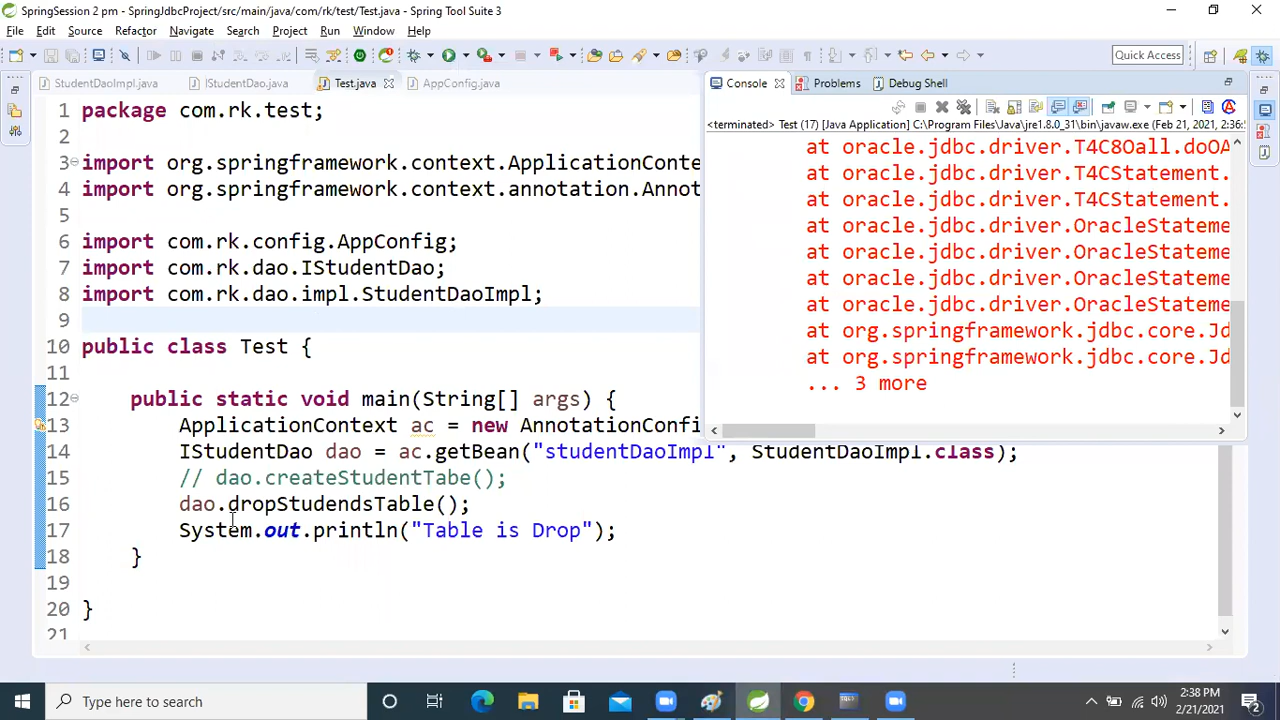 SpringSession 2 pm - SpringJdbcProject/src/main/java/com/rk/test/Test.java - Spring Tool Suite 3
File Edit Source Refactor Navigate Search Project Run Window Help
Quick Access
StudentDaoImpl.java IStudentDao.java Test.java AppConfig.java
Console Problems Debug Shell
<terminated> Test (17) [Java Application] C:\Program Files\Java\jre1.8.0_31\bin\javaw.exe (Feb 21, 2021, 2:36:
at oracle.jdbc.driver.T4C8Oall.doOA
at oracle.jdbc.driver.T4CStatement.
at oracle.jdbc.driver.T4CStatement.
at oracle.jdbc.driver.OracleStateme
at oracle.jdbc.driver.OracleStateme
at oracle.jdbc.driver.OracleStateme
at oracle.jdbc.driver.OracleStateme
at org.springframework.jdbc.core.Jd
at org.springframework.jdbc.core.Jd
... 3 more
1 package com.rk.test;
2
3 import org.springframework.context.ApplicationConte
4 import org.springframework.context.annotation.Annot
5
6 import com.rk.config.AppConfig;
7 import com.rk.dao.IStudentDao;
8 import com.rk.dao.impl.StudentDaoImpl;
9
10 public class Test {
11
12 public static void main(String[] args) {
13 ApplicationContext ac = new AnnotationConfi
14 IStudentDao dao = ac.getBean("studentDaoImpl", StudentDaoImpl.class);
15 // dao.createStudentTabe();
16 dao.dropStudendsTable();
17 System.out.println("Table is Drop");
18 }
19
20 }
21
Type here to search
2:38 PM
2/21/2021
2